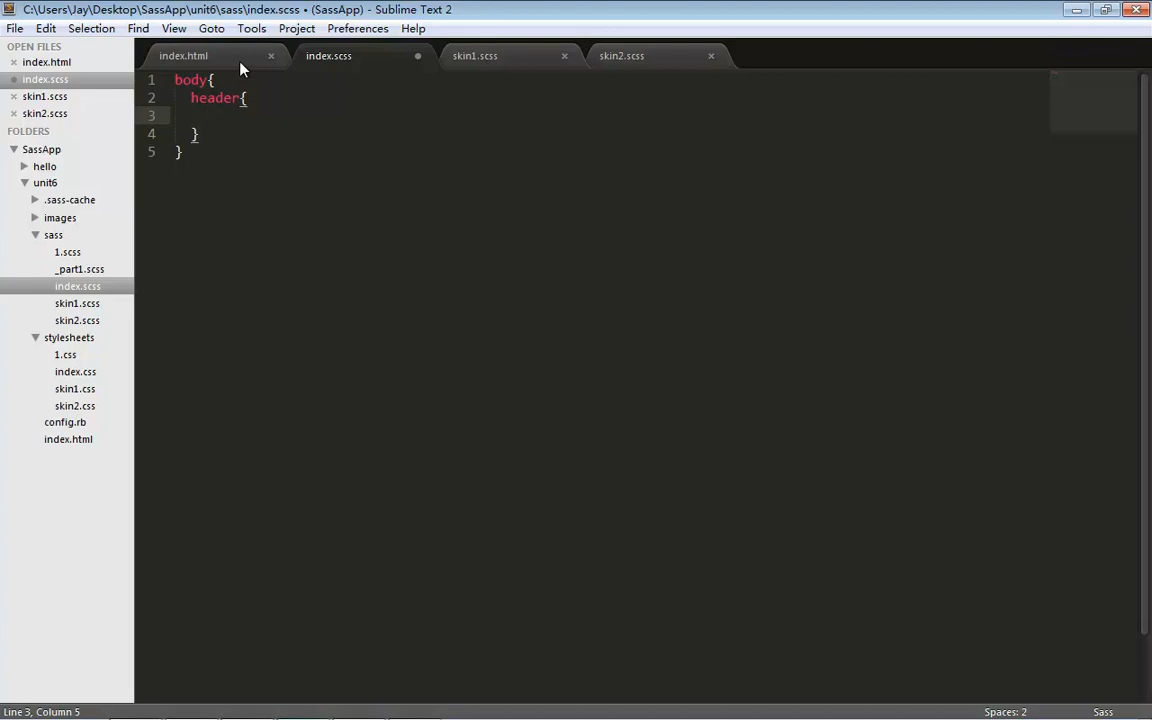 C:\Users\Jay\Desktop\SassApp\unit6\sass\index.scss • (SassApp) - Sublime Text 2
File Edit Selection Find View Goto Tools Project Preferences Help
OPEN FILES
index.html
index.scss
skin1.scss
skin2.scss
FOLDERS
SassApp
hello
unit6
.sass-cache
images
sass
1.scss
_part1.scss
index.scss
skin1.scss
skin2.scss
stylesheets
1.css
index.css
skin1.css
skin2.css
config.rb
index.html
index.html index.scss skin1.scss skin2.scss
1 body{
2 header{
3
4 }
5 }
Line 3, Column 5 Spaces: 2 Sass